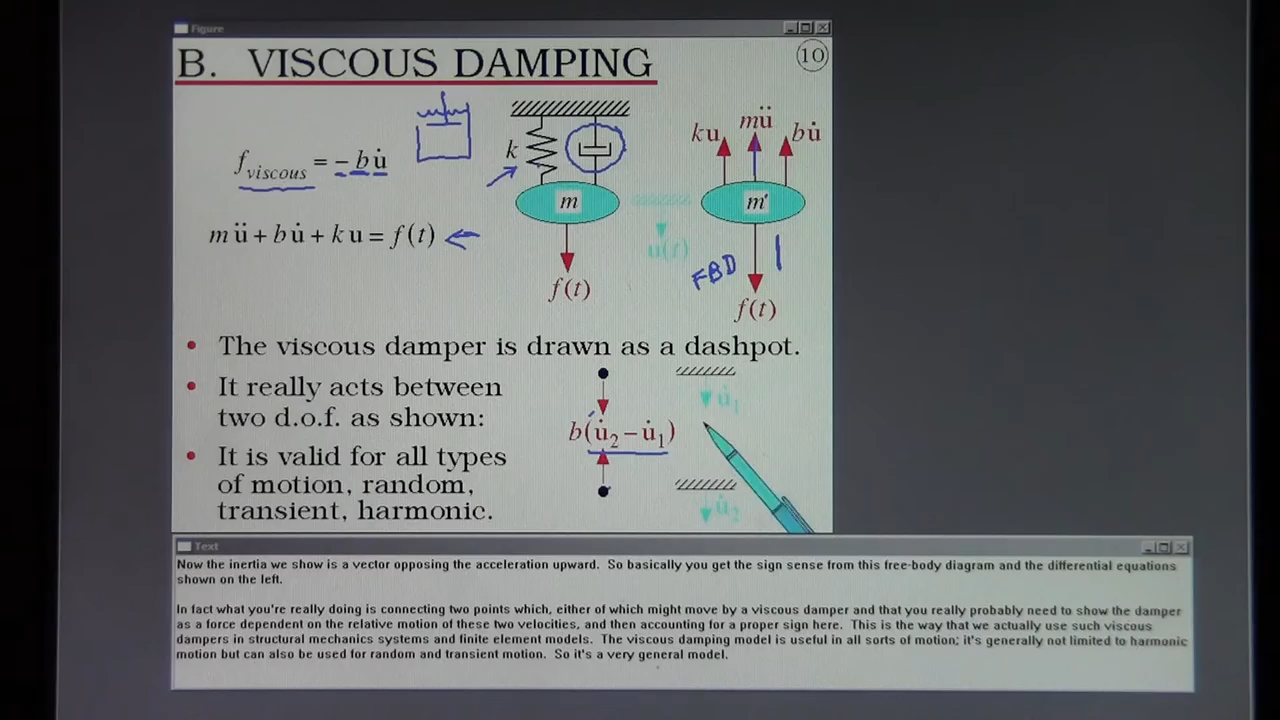 Figure
B. VISCOUS DAMPING
10
f_viscous = – b u̇
m ü + b u̇ + k u = f(t)
k
m
f(t)
u(t)
ku
mü
bu̇
m
FBD
f(t)
• The viscous damper is drawn as a dashpot.
• It really acts between
two d.o.f. as shown:
• It is valid for all types
of motion, random,
transient, harmonic.
b(u̇₂ – u̇₁)
u̇₁
u̇₂
Text
Now the inertia we show is a vector opposing the acceleration upward. So basically you get the sign sense from this free-body diagram and the differential equations
shown on the left.
In fact what you're really doing is connecting two points which, either of which might move by a viscous damper and that you really probably need to show the damper
as a force dependent on the relative motion of these two velocities, and then accounting for a proper sign here. This is the way that we actually use such viscous
dampers in structural mechanics systems and finite element models. The viscous damping model is useful in all sorts of motion; it's generally not limited to harmonic
motion but can also be used for random and transient motion. So it's a very general model.